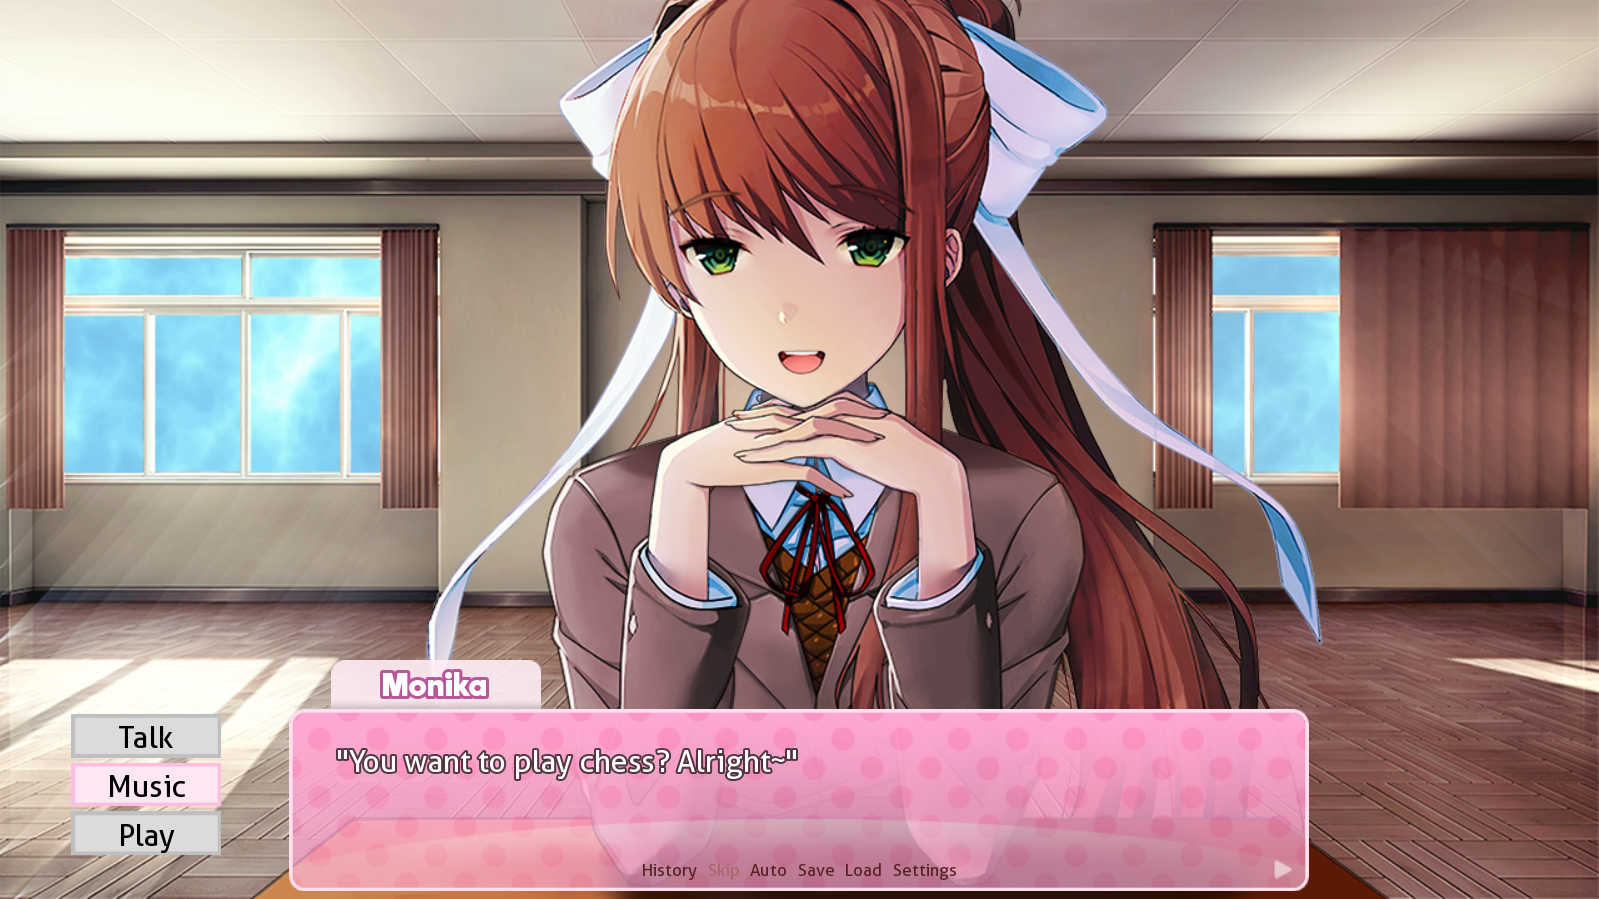 Monika
"You want to play chess? Alright~"
Talk
Music
Play
History Skip Auto Save Load Settings